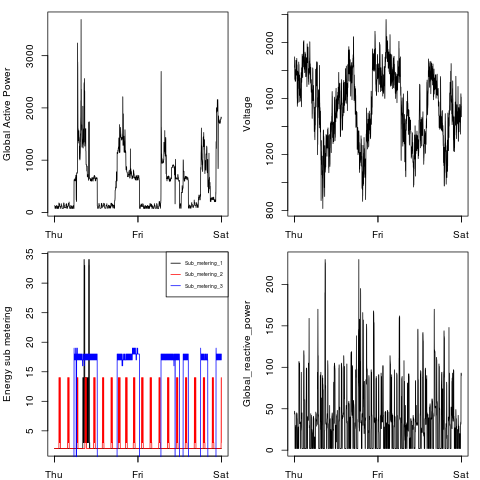 Global Active Power
0
1000
2000
3000
Thu
Fri
Sat
Voltage
800
1200
1600
2000
Thu
Fri
Sat
Energy sub metering
5
10
15
20
25
30
35
Sub_metering_1
Sub_metering_2
Sub_metering_3
Thu
Fri
Sat
Global_reactive_power
0
50
100
150
200
Thu
Fri
Sat